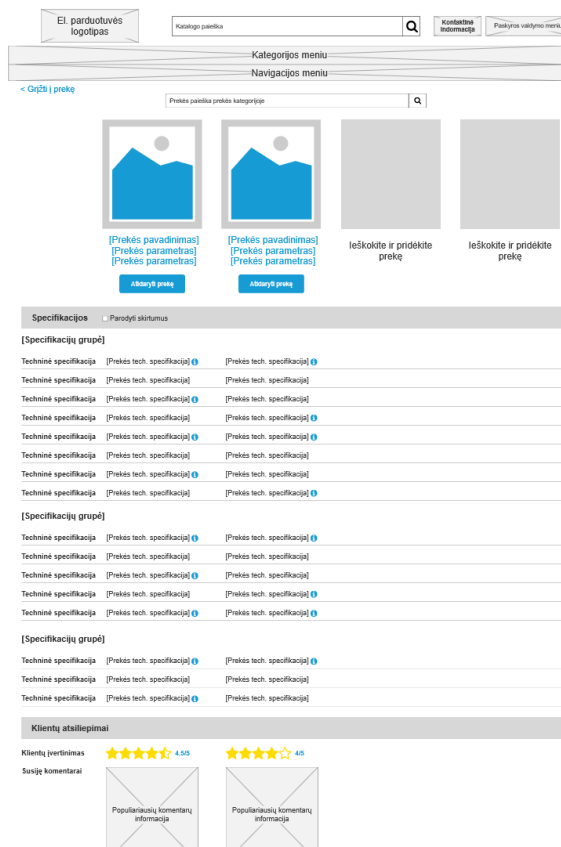 El. parduotuvės
logotipas
Katalogo paieška
Kontaktinė
indormacija
Paskyros valdymo meniu
Kategorijos meniu
Navigacijos meniu
< Grįžti į prekę
Prekės paieška prekės kategorijoje
[Prekės pavadinimas]
[Prekės parametras]
[Prekės parametras]
Atidaryti prekę
[Prekės pavadinimas]
[Prekės parametras]
[Prekės parametras]
Atidaryti prekę
Ieškokite ir pridėkite
prekę
Ieškokite ir pridėkite
prekę
Specifikacijos Parodyti skirtumus
[Specifikacijų grupė]
Techninė specifikacija [Prekės tech. specifikacija] [Prekės tech. specifikacija]
Techninė specifikacija [Prekės tech. specifikacija] [Prekės tech. specifikacija]
Techninė specifikacija [Prekės tech. specifikacija] [Prekės tech. specifikacija]
Techninė specifikacija [Prekės tech. specifikacija] [Prekės tech. specifikacija]
Techninė specifikacija [Prekės tech. specifikacija] [Prekės tech. specifikacija]
Techninė specifikacija [Prekės tech. specifikacija] [Prekės tech. specifikacija]
Techninė specifikacija [Prekės tech. specifikacija] [Prekės tech. specifikacija]
Techninė specifikacija [Prekės tech. specifikacija] [Prekės tech. specifikacija]
[Specifikacijų grupė]
Techninė specifikacija [Prekės tech. specifikacija] [Prekės tech. specifikacija]
Techninė specifikacija [Prekės tech. specifikacija] [Prekės tech. specifikacija]
Techninė specifikacija [Prekės tech. specifikacija] [Prekės tech. specifikacija]
Techninė specifikacija [Prekės tech. specifikacija] [Prekės tech. specifikacija]
Techninė specifikacija [Prekės tech. specifikacija] [Prekės tech. specifikacija]
[Specifikacijų grupė]
Techninė specifikacija [Prekės tech. specifikacija] [Prekės tech. specifikacija]
Techninė specifikacija [Prekės tech. specifikacija] [Prekės tech. specifikacija]
Techninė specifikacija [Prekės tech. specifikacija] [Prekės tech. specifikacija]
Klientų atsiliepimai
Klientų įvertinimas 4.5/5 4/5
Susiję komentarai
Populiariausių komentarų
informacija
Populiariausių komentarų
informacija